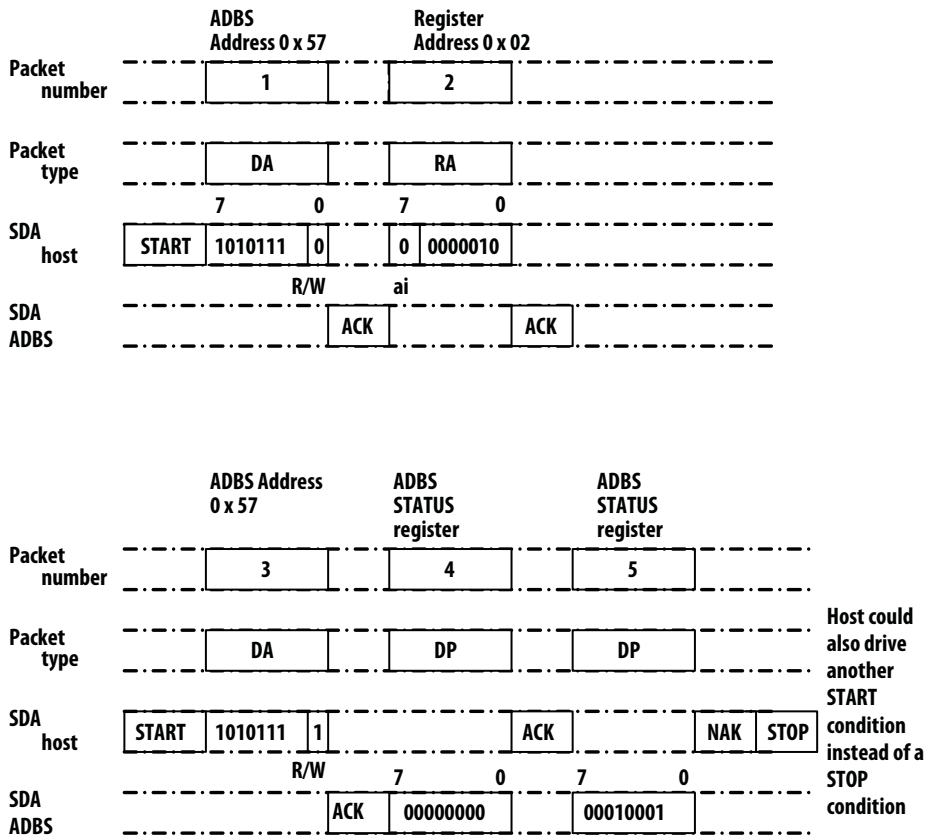 ADBS
Address 0 x 57
Register
Address 0 x 02
Packet
number
1
2
Packet
type
DA
RA
7 0 7 0
SDA
host
START 1010111 0 0 0000010
R/W ai
SDA
ADBS
ACK ACK
ADBS Address
0 x 57
ADBS
STATUS
register
ADBS
STATUS
register
Packet
number
3 4 5
Packet
type
DA DP DP
SDA
host
START 1010111 1 ACK NAK STOP
R/W 7 0 7 0
SDA
ADBS
ACK 00000000 00010001
Host could
also drive
another
START
condition
instead of a
STOP
condition